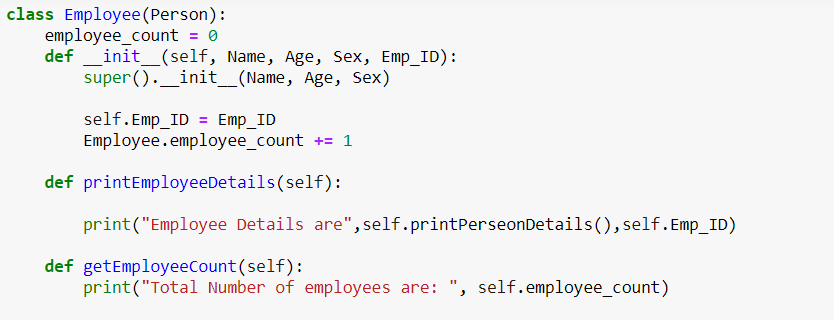 class Employee(Person):
    employee_count = 0
    def __init__(self, Name, Age, Sex, Emp_ID):
        super().__init__(Name, Age, Sex)

        self.Emp_ID = Emp_ID
        Employee.employee_count += 1

    def printEmployeeDetails(self):

        print("Employee Details are",self.printPerseonDetails(),self.Emp_ID)

    def getEmployeeCount(self):
        print("Total Number of employees are: ", self.employee_count)